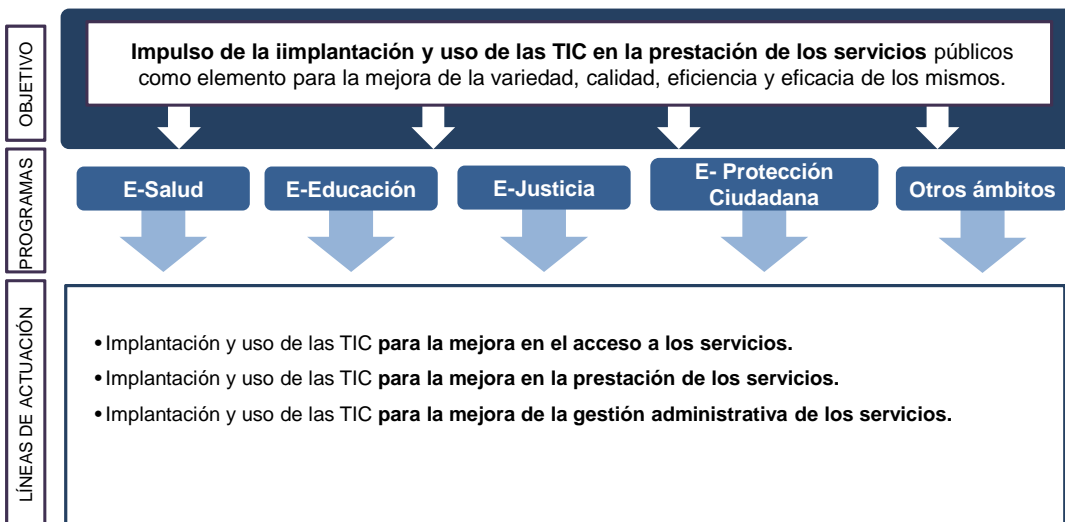 OBJETIVO
Impulso de la iimplantación y uso de las TIC en la prestación de los servicios públicos
como elemento para la mejora de la variedad, calidad, eficiencia y eficacia de los mismos.
PROGRAMAS
E-Salud
E-Educación
E-Justicia
E- Protección
Ciudadana
Otros ámbitos
LÍNEAS DE ACTUACIÓN
•Implantación y uso de las TIC para la mejora en el acceso a los servicios.
•Implantación y uso de las TIC para la mejora en la prestación de los servicios.
•Implantación y uso de las TIC para la mejora de la gestión administrativa de los servicios.